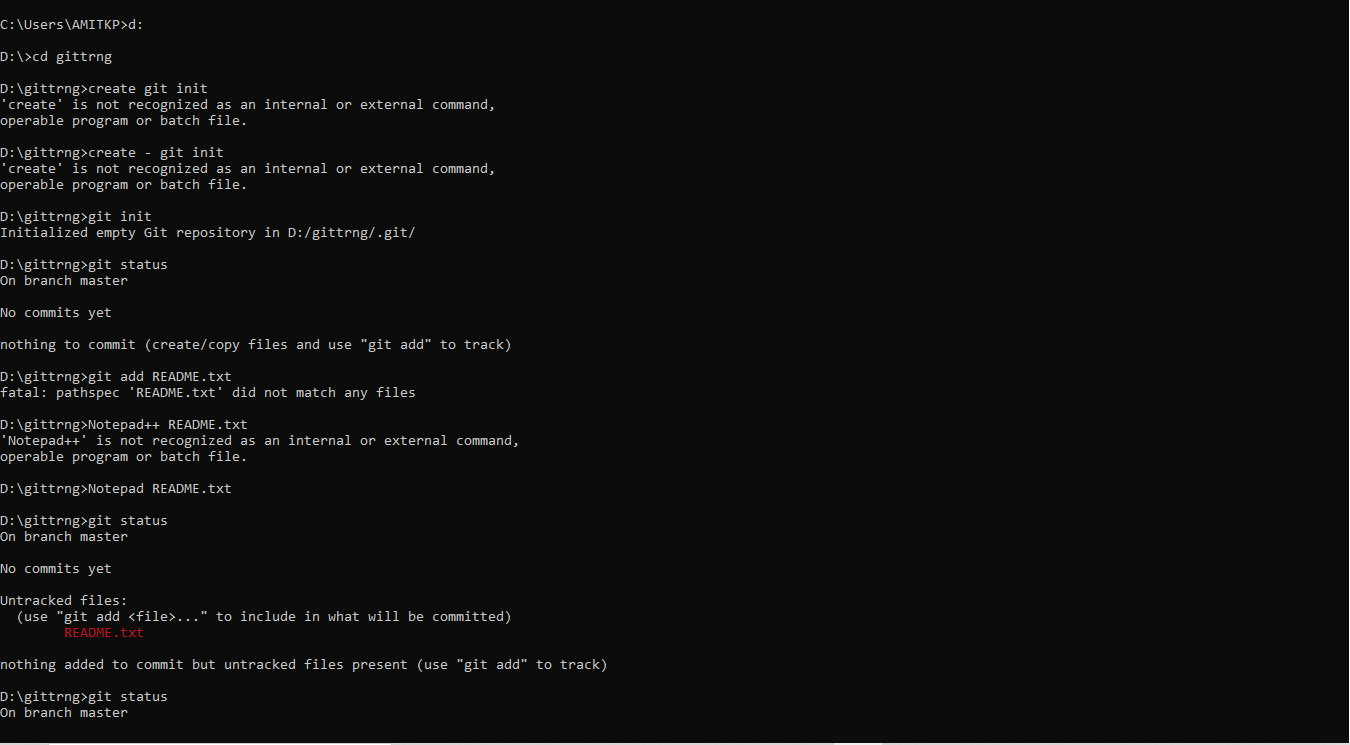 C:\Users\AMITKP>d:
D:\>cd gittrng
D:\gittrng>create git init
'create' is not recognized as an internal or external command,
operable program or batch file.
D:\gittrng>create - git init
'create' is not recognized as an internal or external command,
operable program or batch file.
D:\gittrng>git init
Initialized empty Git repository in D:/gittrng/.git/
D:\gittrng>git status
On branch master
No commits yet
nothing to commit (create/copy files and use "git add" to track)
D:\gittrng>git add README.txt
fatal: pathspec 'README.txt' did not match any files
D:\gittrng>Notepad++ README.txt
'Notepad++' is not recognized as an internal or external command,
operable program or batch file.
D:\gittrng>Notepad README.txt
D:\gittrng>git status
On branch master
No commits yet
Untracked files:
  (use "git add <file>..." to include in what will be committed)
        README.txt
nothing added to commit but untracked files present (use "git add" to track)
D:\gittrng>git status
On branch master